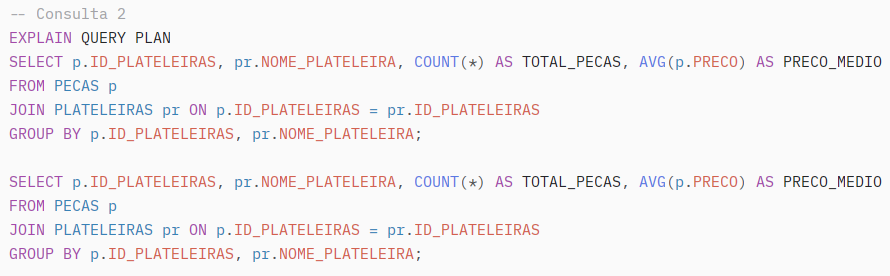 -- Consulta 2
EXPLAIN QUERY PLAN
SELECT p.ID_PLATELEIRAS, pr.NOME_PLATELEIRA, COUNT(*) AS TOTAL_PECAS, AVG(p.PRECO) AS PRECO_MEDIO
FROM PECAS p
JOIN PLATELEIRAS pr ON p.ID_PLATELEIRAS = pr.ID_PLATELEIRAS
GROUP BY p.ID_PLATELEIRAS, pr.NOME_PLATELEIRA;
SELECT p.ID_PLATELEIRAS, pr.NOME_PLATELEIRA, COUNT(*) AS TOTAL_PECAS, AVG(p.PRECO) AS PRECO_MEDIO
FROM PECAS p
JOIN PLATELEIRAS pr ON p.ID_PLATELEIRAS = pr.ID_PLATELEIRAS
GROUP BY p.ID_PLATELEIRAS, pr.NOME_PLATELEIRA;